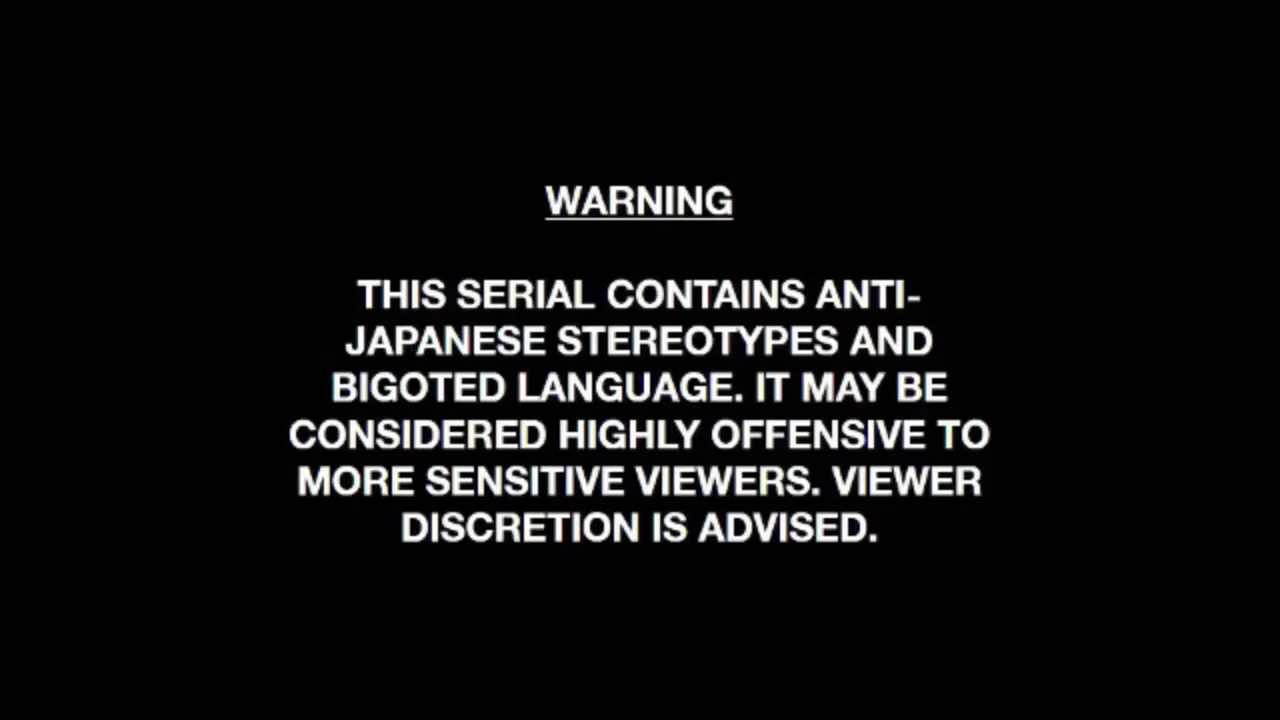 WARNING
THIS SERIAL CONTAINS ANTI-
JAPANESE STEREOTYPES AND
BIGOTED LANGUAGE. IT MAY BE
CONSIDERED HIGHLY OFFENSIVE TO
MORE SENSITIVE VIEWERS. VIEWER
DISCRETION IS ADVISED.